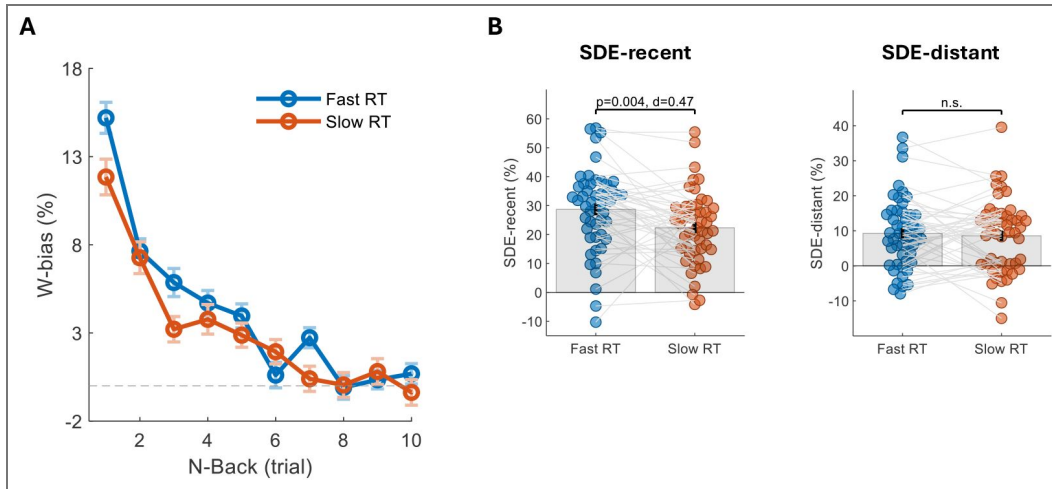 A
W-bias (%)
18
13
8
3
-2
Fast RT
Slow RT
2 4 6 8 10
N-Back (trial)
B
SDE-recent
p=0.004, d=0.47
SDE-recent (%)
60
50
40
30
20
10
0
-10
Fast RT Slow RT
SDE-distant
n.s.
SDE-distant (%)
40
30
20
10
0
-10
Fast RT Slow RT